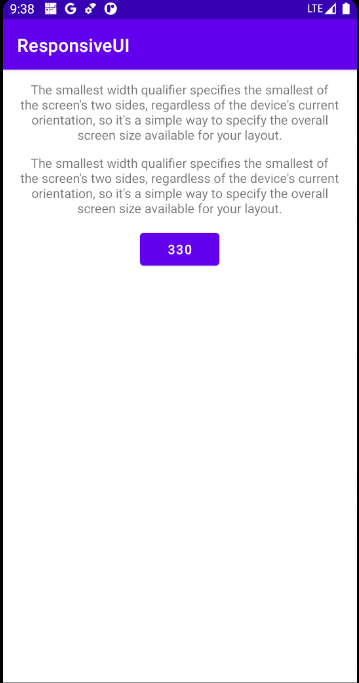 9:38 LTE
ResponsiveUI
The smallest width qualifier specifies the smallest of
the screen's two sides, regardless of the device's current
orientation, so it's a simple way to specify the overall
screen size available for your layout.
The smallest width qualifier specifies the smallest of
the screen's two sides, regardless of the device's current
orientation, so it's a simple way to specify the overall
screen size available for your layout.
330